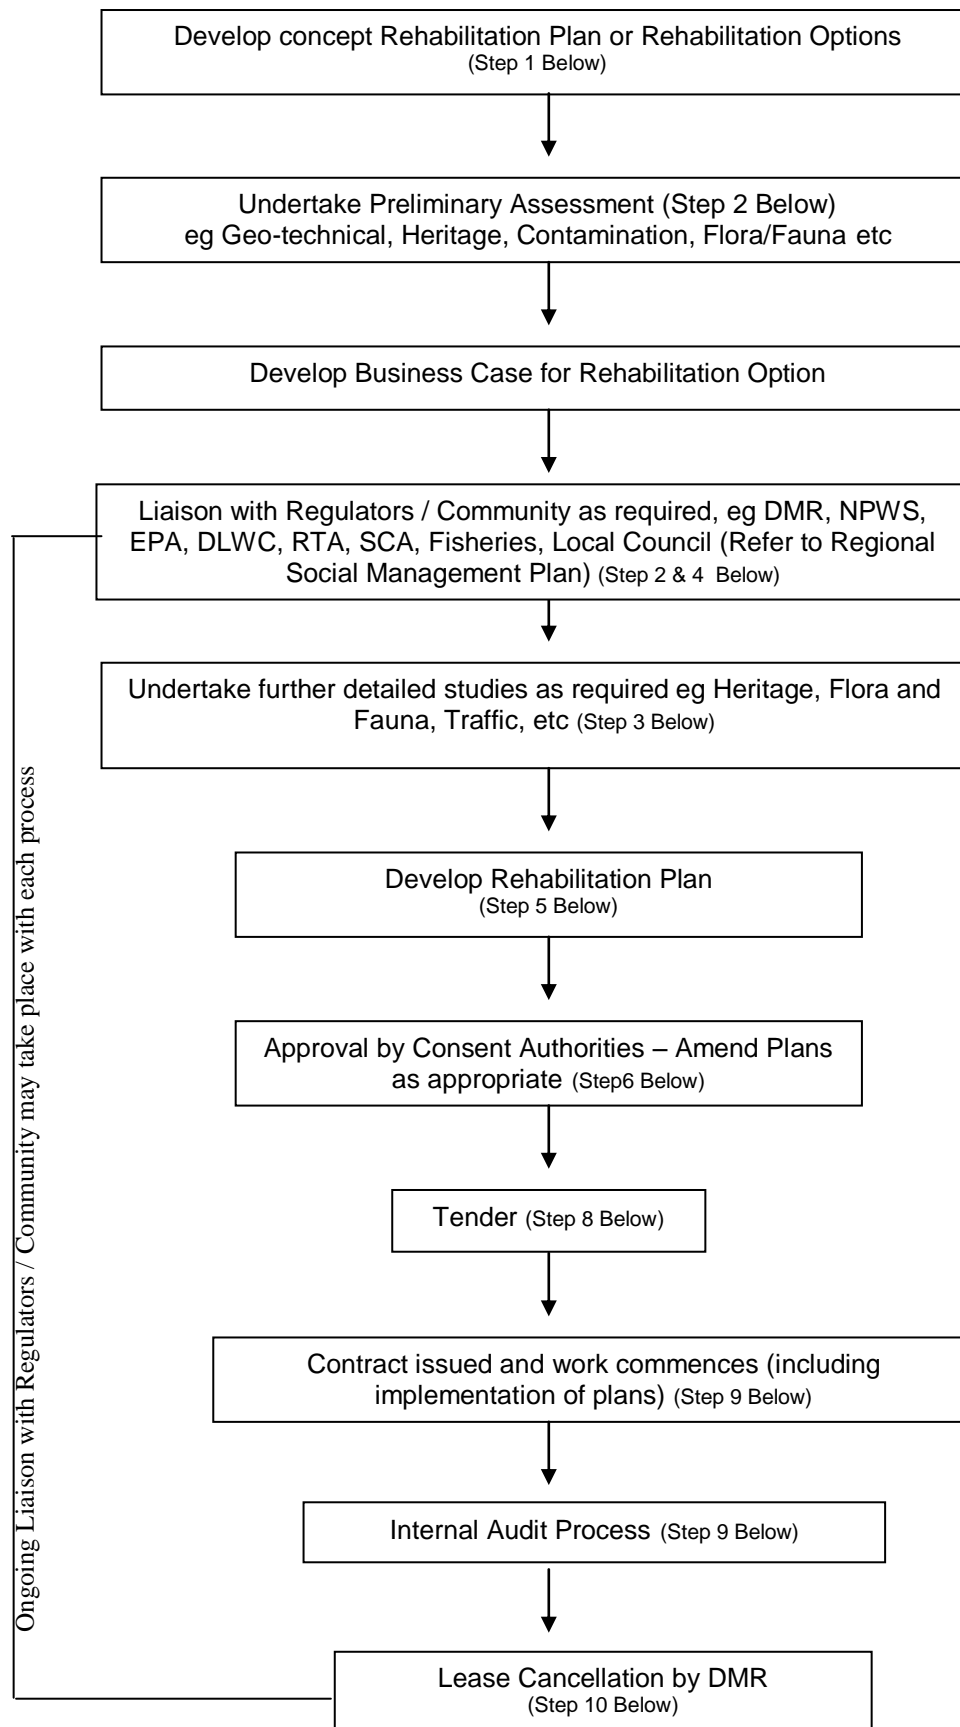 Develop concept Rehabilitation Plan or Rehabilitation Options
(Step 1 Below)
Undertake Preliminary Assessment (Step 2 Below)
eg Geo-technical, Heritage, Contamination, Flora/Fauna etc
Develop Business Case for Rehabilitation Option
Liaison with Regulators / Community as required, eg DMR, NPWS,
EPA, DLWC, RTA, SCA, Fisheries, Local Council (Refer to Regional
Social Management Plan) (Step 2 & 4 Below)
Undertake further detailed studies as required eg Heritage, Flora and
Fauna, Traffic, etc (Step 3 Below)
Develop Rehabilitation Plan
(Step 5 Below)
Approval by Consent Authorities – Amend Plans
as appropriate (Step6 Below)
Tender (Step 8 Below)
Contract issued and work commences (including
implementation of plans) (Step 9 Below)
Internal Audit Process (Step 9 Below)
Lease Cancellation by DMR
(Step 10 Below)
Ongoing Liaison with Regulators / Community may take place with each process